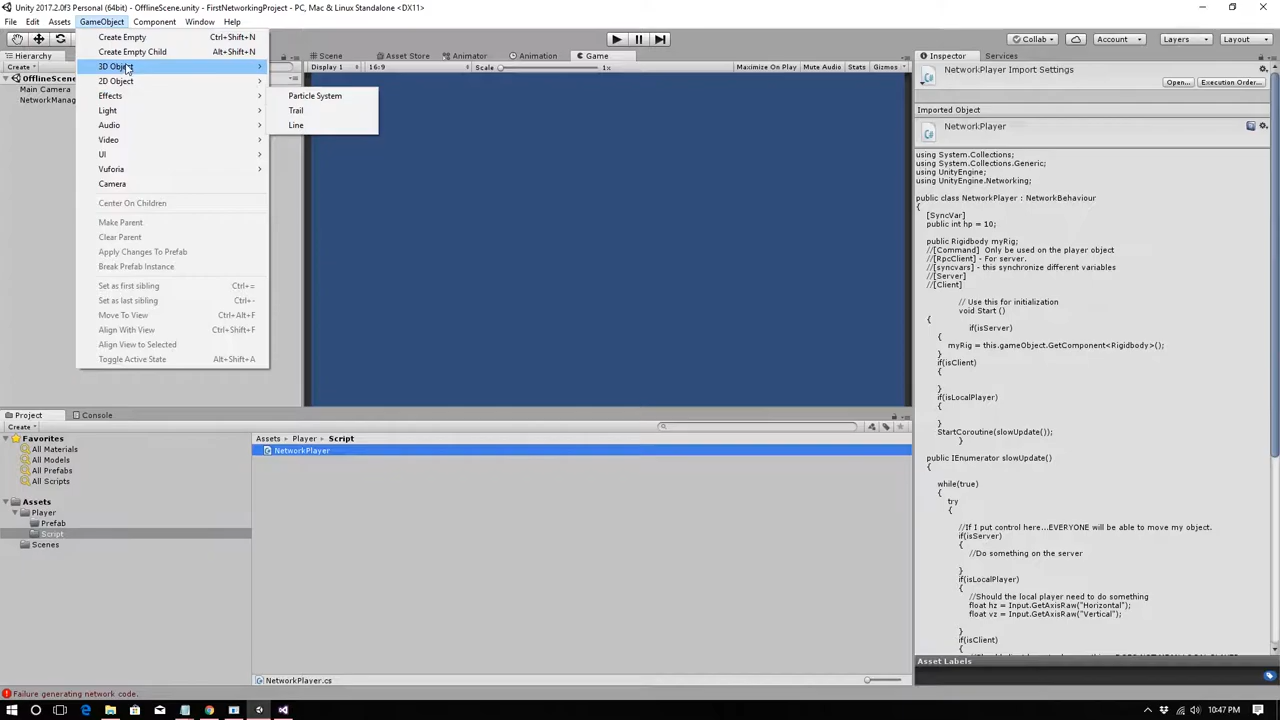 Unity 2017.2.0f3 Personal (64bit) - OfflineScene.unity - FirstNetworkingProject - PC, Mac & Linux Standalone <DX11>
File Edit Assets GameObject Component Window Help
Collab Account Layers Layout
Hierarchy
Create
OfflineScene
Main Camera
NetworkManag
Create Empty Ctrl+Shift+N
Create Empty Child Alt+Shift+N
3D Object
2D Object
Effects
Light
Audio
Video
UI
Vuforia
Camera
Center On Children
Make Parent
Clear Parent
Apply Changes To Prefab
Break Prefab Instance
Set as first sibling Ctrl+=
Set as last sibling Ctrl+-
Move To View Ctrl+Alt+F
Align With View Ctrl+Shift+F
Align View to Selected
Toggle Active State Alt+Shift+A
Particle System
Trail
Line
Scene Asset Store Animator Animation Game
Display 1 16:9 Scale 1x Maximize On Play Mute Audio Stats Gizmos
Inspector Services
NetworkPlayer Import Settings
Open... Execution Order...
Imported Object
NetworkPlayer
using System.Collections;
using System.Collections.Generic;
using UnityEngine;
using UnityEngine.Networking;
public class NetworkPlayer : NetworkBehaviour
{
[SyncVar]
public int hp = 10;
public Rigidbody myRig;
//[Command] Only be used on the player object
//[RpcClient] - For server.
//[syncvars] - this synchronize different variables
//[Server]
//[Client]
// Use this for initialization
void Start ()
{
if(isServer)
{
myRig = this.gameObject.GetComponent<Rigidbody>();
}
if(isClient)
{
}
if(isLocalPlayer)
{
}
StartCoroutine(slowUpdate());
}
public IEnumerator slowUpdate()
{
while(true)
{
try
{
//If I put control here...EVERYONE will be able to move my object.
if(isServer)
{
//Do something on the server
}
if(isLocalPlayer)
{
//Should the local player need to do something
float hz = Input.GetAxisRaw("Horizontal");
float vz = Input.GetAxisRaw("Vertical");
}
if(isClient)
{
Asset Labels
Project Console
Create
Favorites
All Materials
All Models
All Prefabs
All Scripts
Assets
Player
Prefab
Script
Scenes
Assets Player Script
NetworkPlayer
NetworkPlayer.cs
Failure generating network code.
10:47 PM